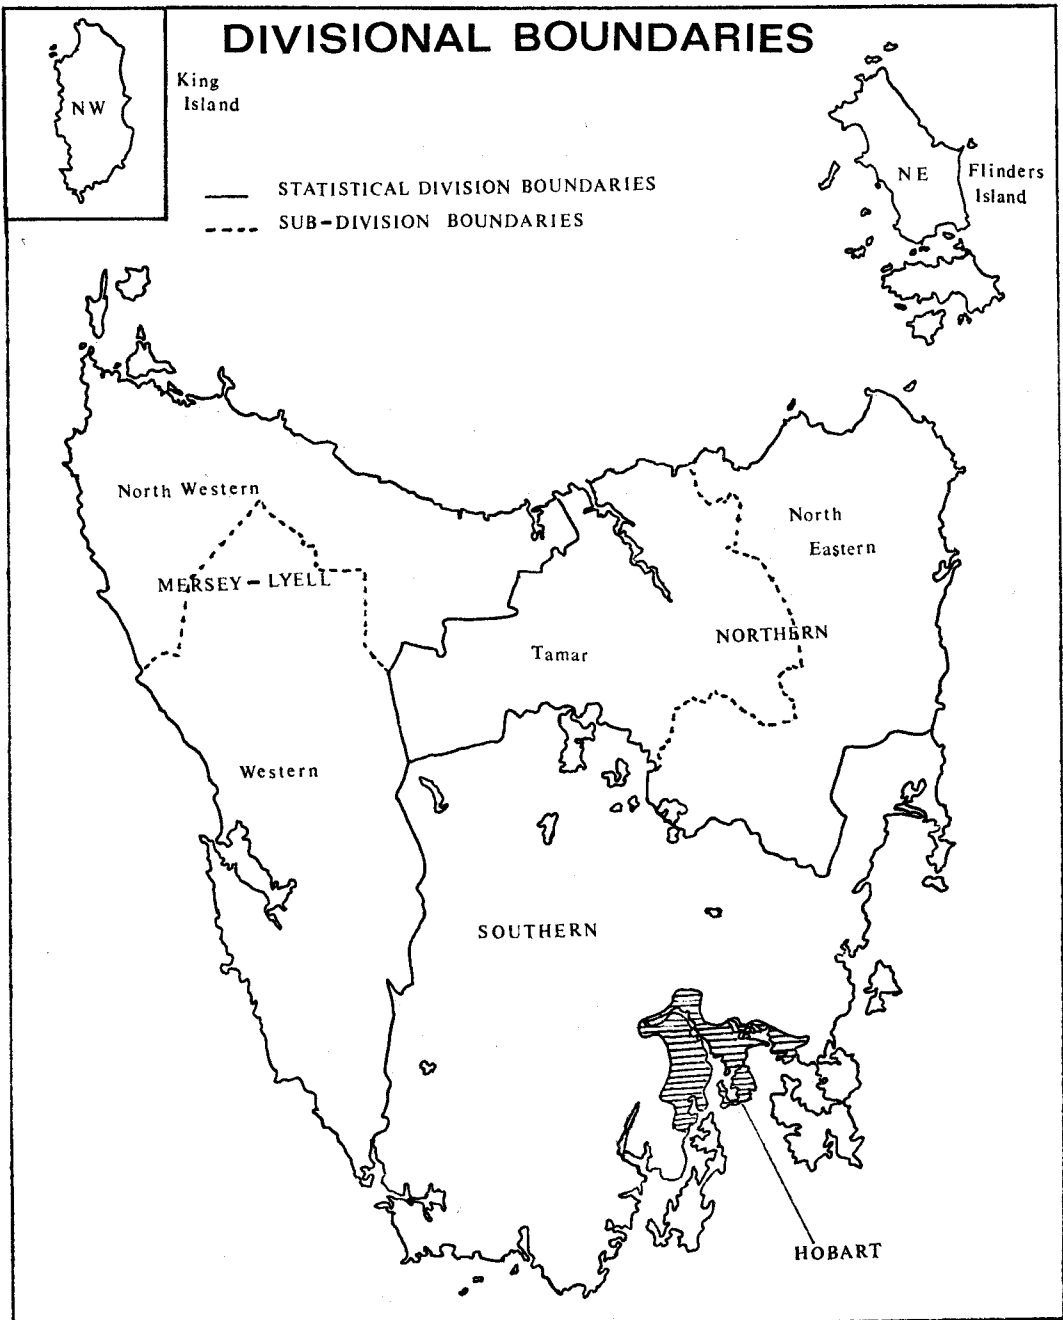 DIVISIONAL BOUNDARIES
King
Island
NW
NE
Flinders
Island
STATISTICAL DIVISION BOUNDARIES
SUB-DIVISION BOUNDARIES
North Western
North
Eastern
MERSEY-LYELL
NORTHERN
Tamar
Western
SOUTHERN
HOBART